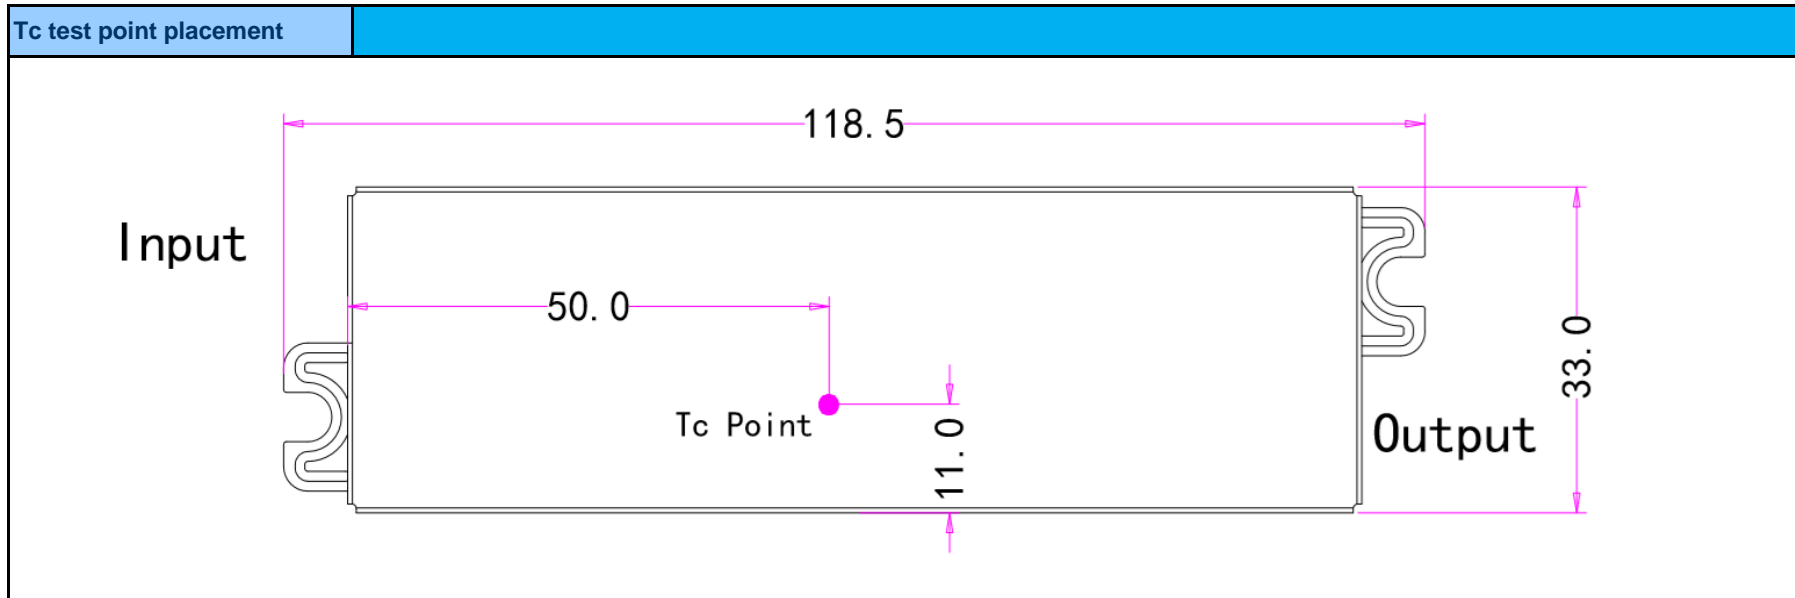 Tc test point placement
118.5
Input
50.0
33.0
Tc Point
11.0
Output